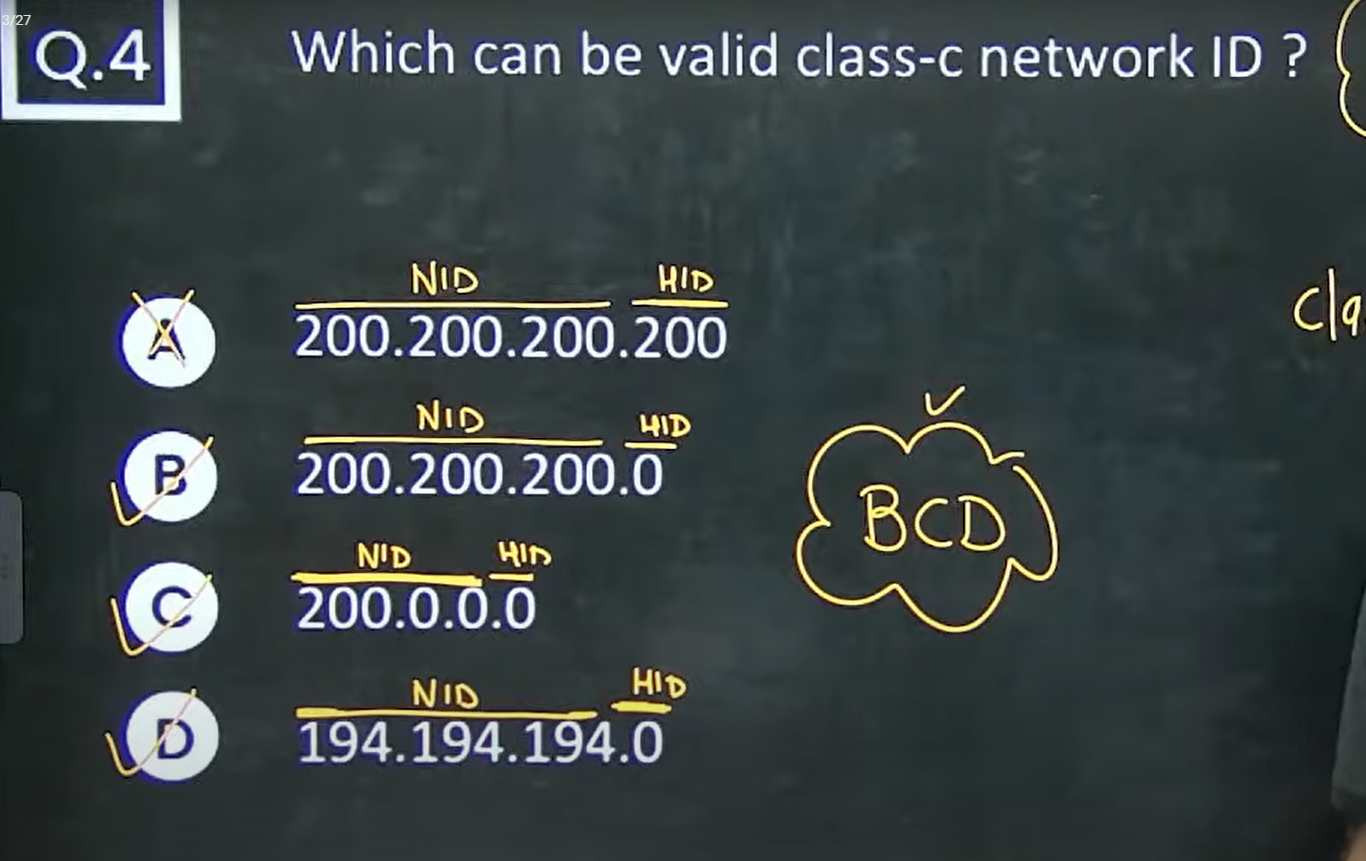 3/27
Q.4 Which can be valid class-c network ID ?
NID HID
A 200.200.200.200
cla
NID HID
B 200.200.200.0
BCD
NID HID
C 200.0.0.0
NID HID
D 194.194.194.0